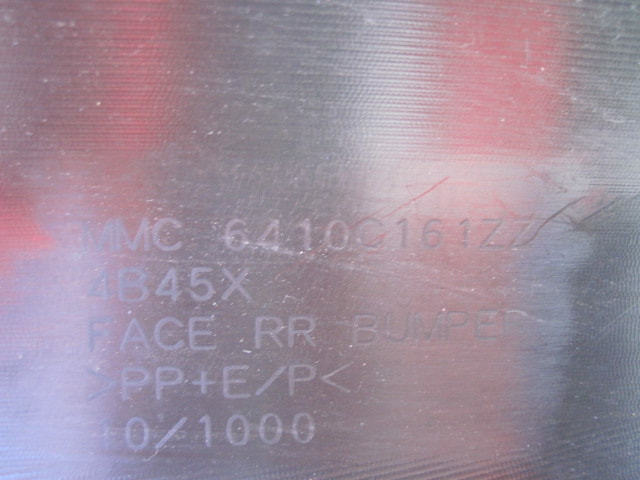 MMC 6410C161ZZ
4B45X
FACE RR BUMPER
>PP+E/P<
10/1000